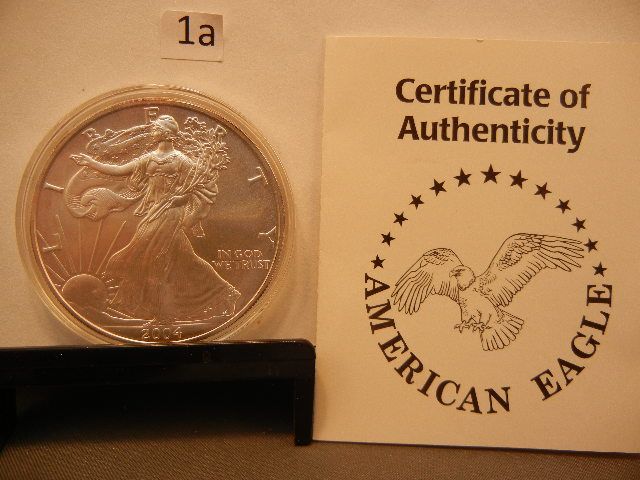 1a
LIBERTY
IN GOD
WE TRUST
2004
Certificate of
Authenticity
AMERICAN EAGLE